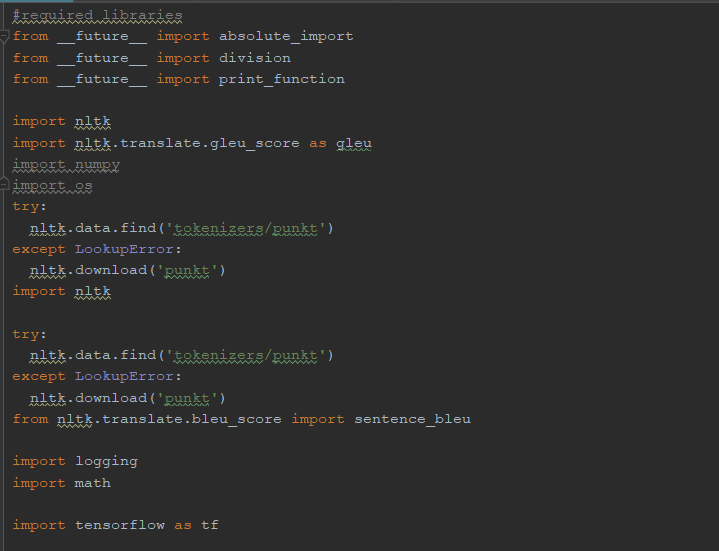 #required libraries
from __future__ import absolute_import
from __future__ import division
from __future__ import print_function
import nltk
import nltk.translate.gleu_score as gleu
import numpy
import os
try:
  nltk.data.find('tokenizers/punkt')
except LookupError:
  nltk.download('punkt')
import nltk
try:
  nltk.data.find('tokenizers/punkt')
except LookupError:
  nltk.download('punkt')
from nltk.translate.bleu_score import sentence_bleu
import logging
import math
import tensorflow as tf